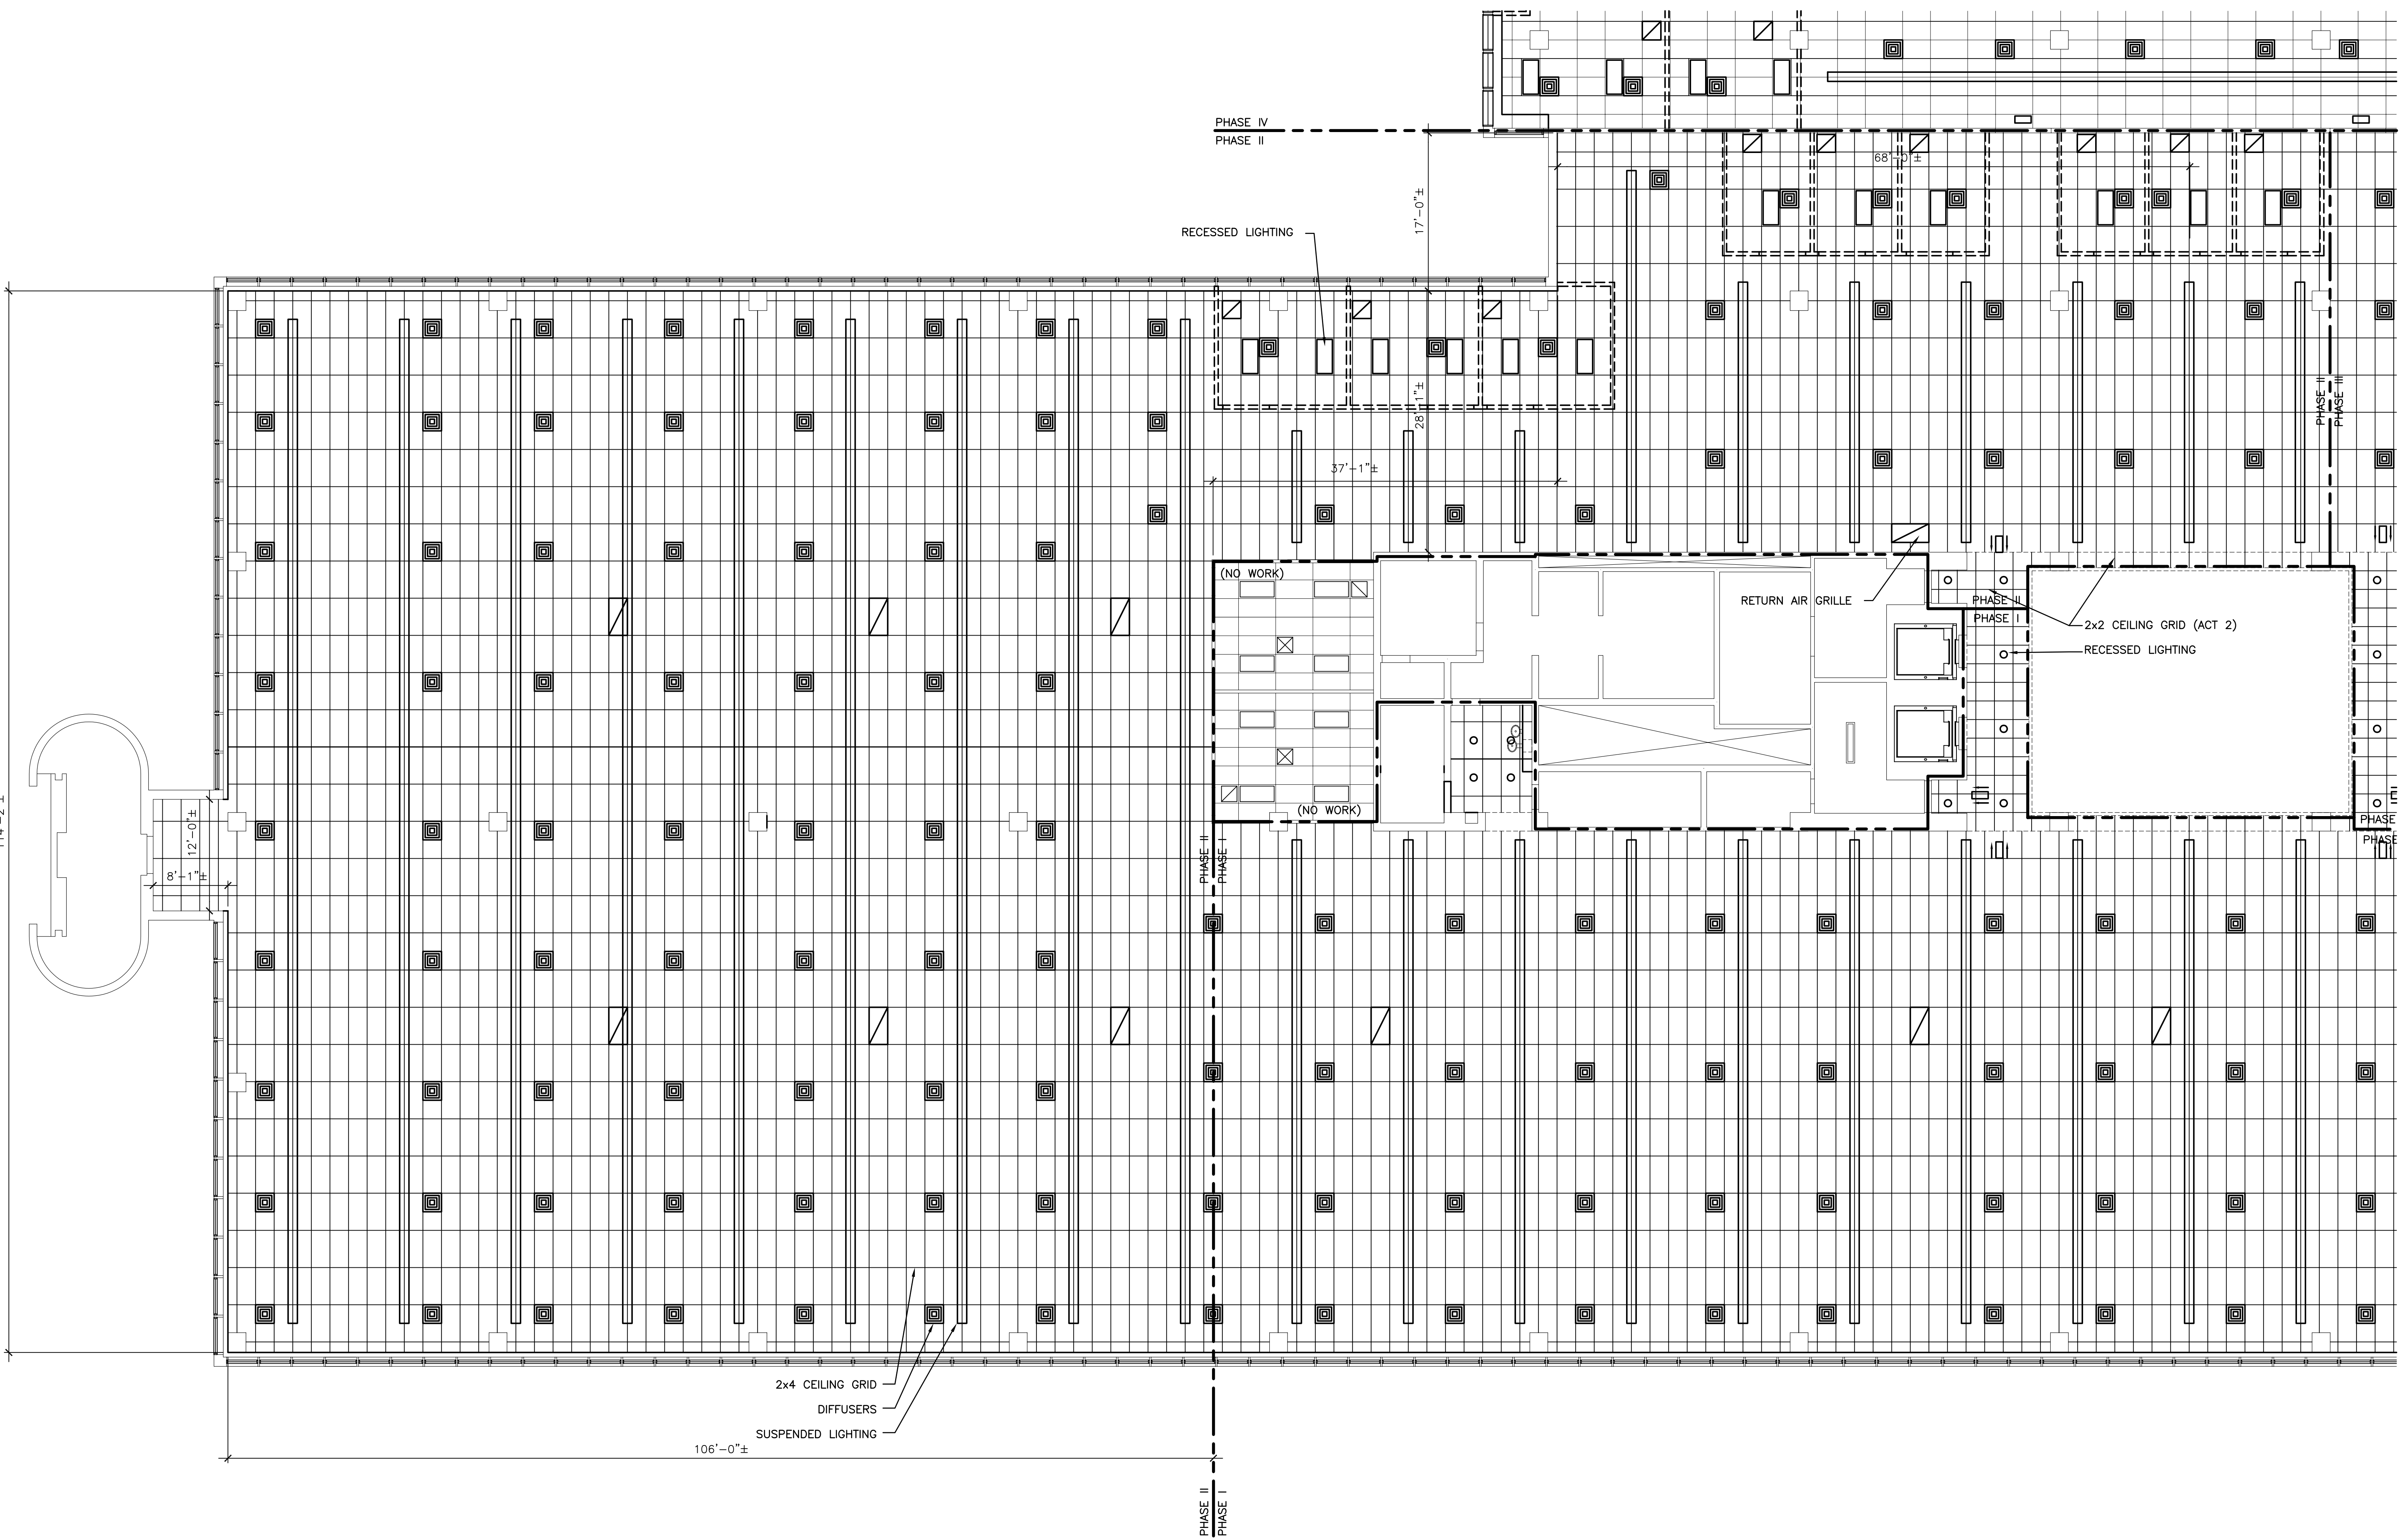 PHASE IV
PHASE II
68'-0"±
17'-0"±
RECESSED LIGHTING
28'-1"±
PHASE II
PHASE III
37'-1"±
(NO WORK)
RETURN AIR GRILLE
PHASE II
PHASE I
2x2 CEILING GRID (ACT 2)
RECESSED LIGHTING
12'-0"±
8'-1"±
(NO WORK)
PHASE II
PHASE I
PHASE
PHASE
2x4 CEILING GRID
DIFFUSERS
SUSPENDED LIGHTING
106'-0"±
PHASE II
PHASE I